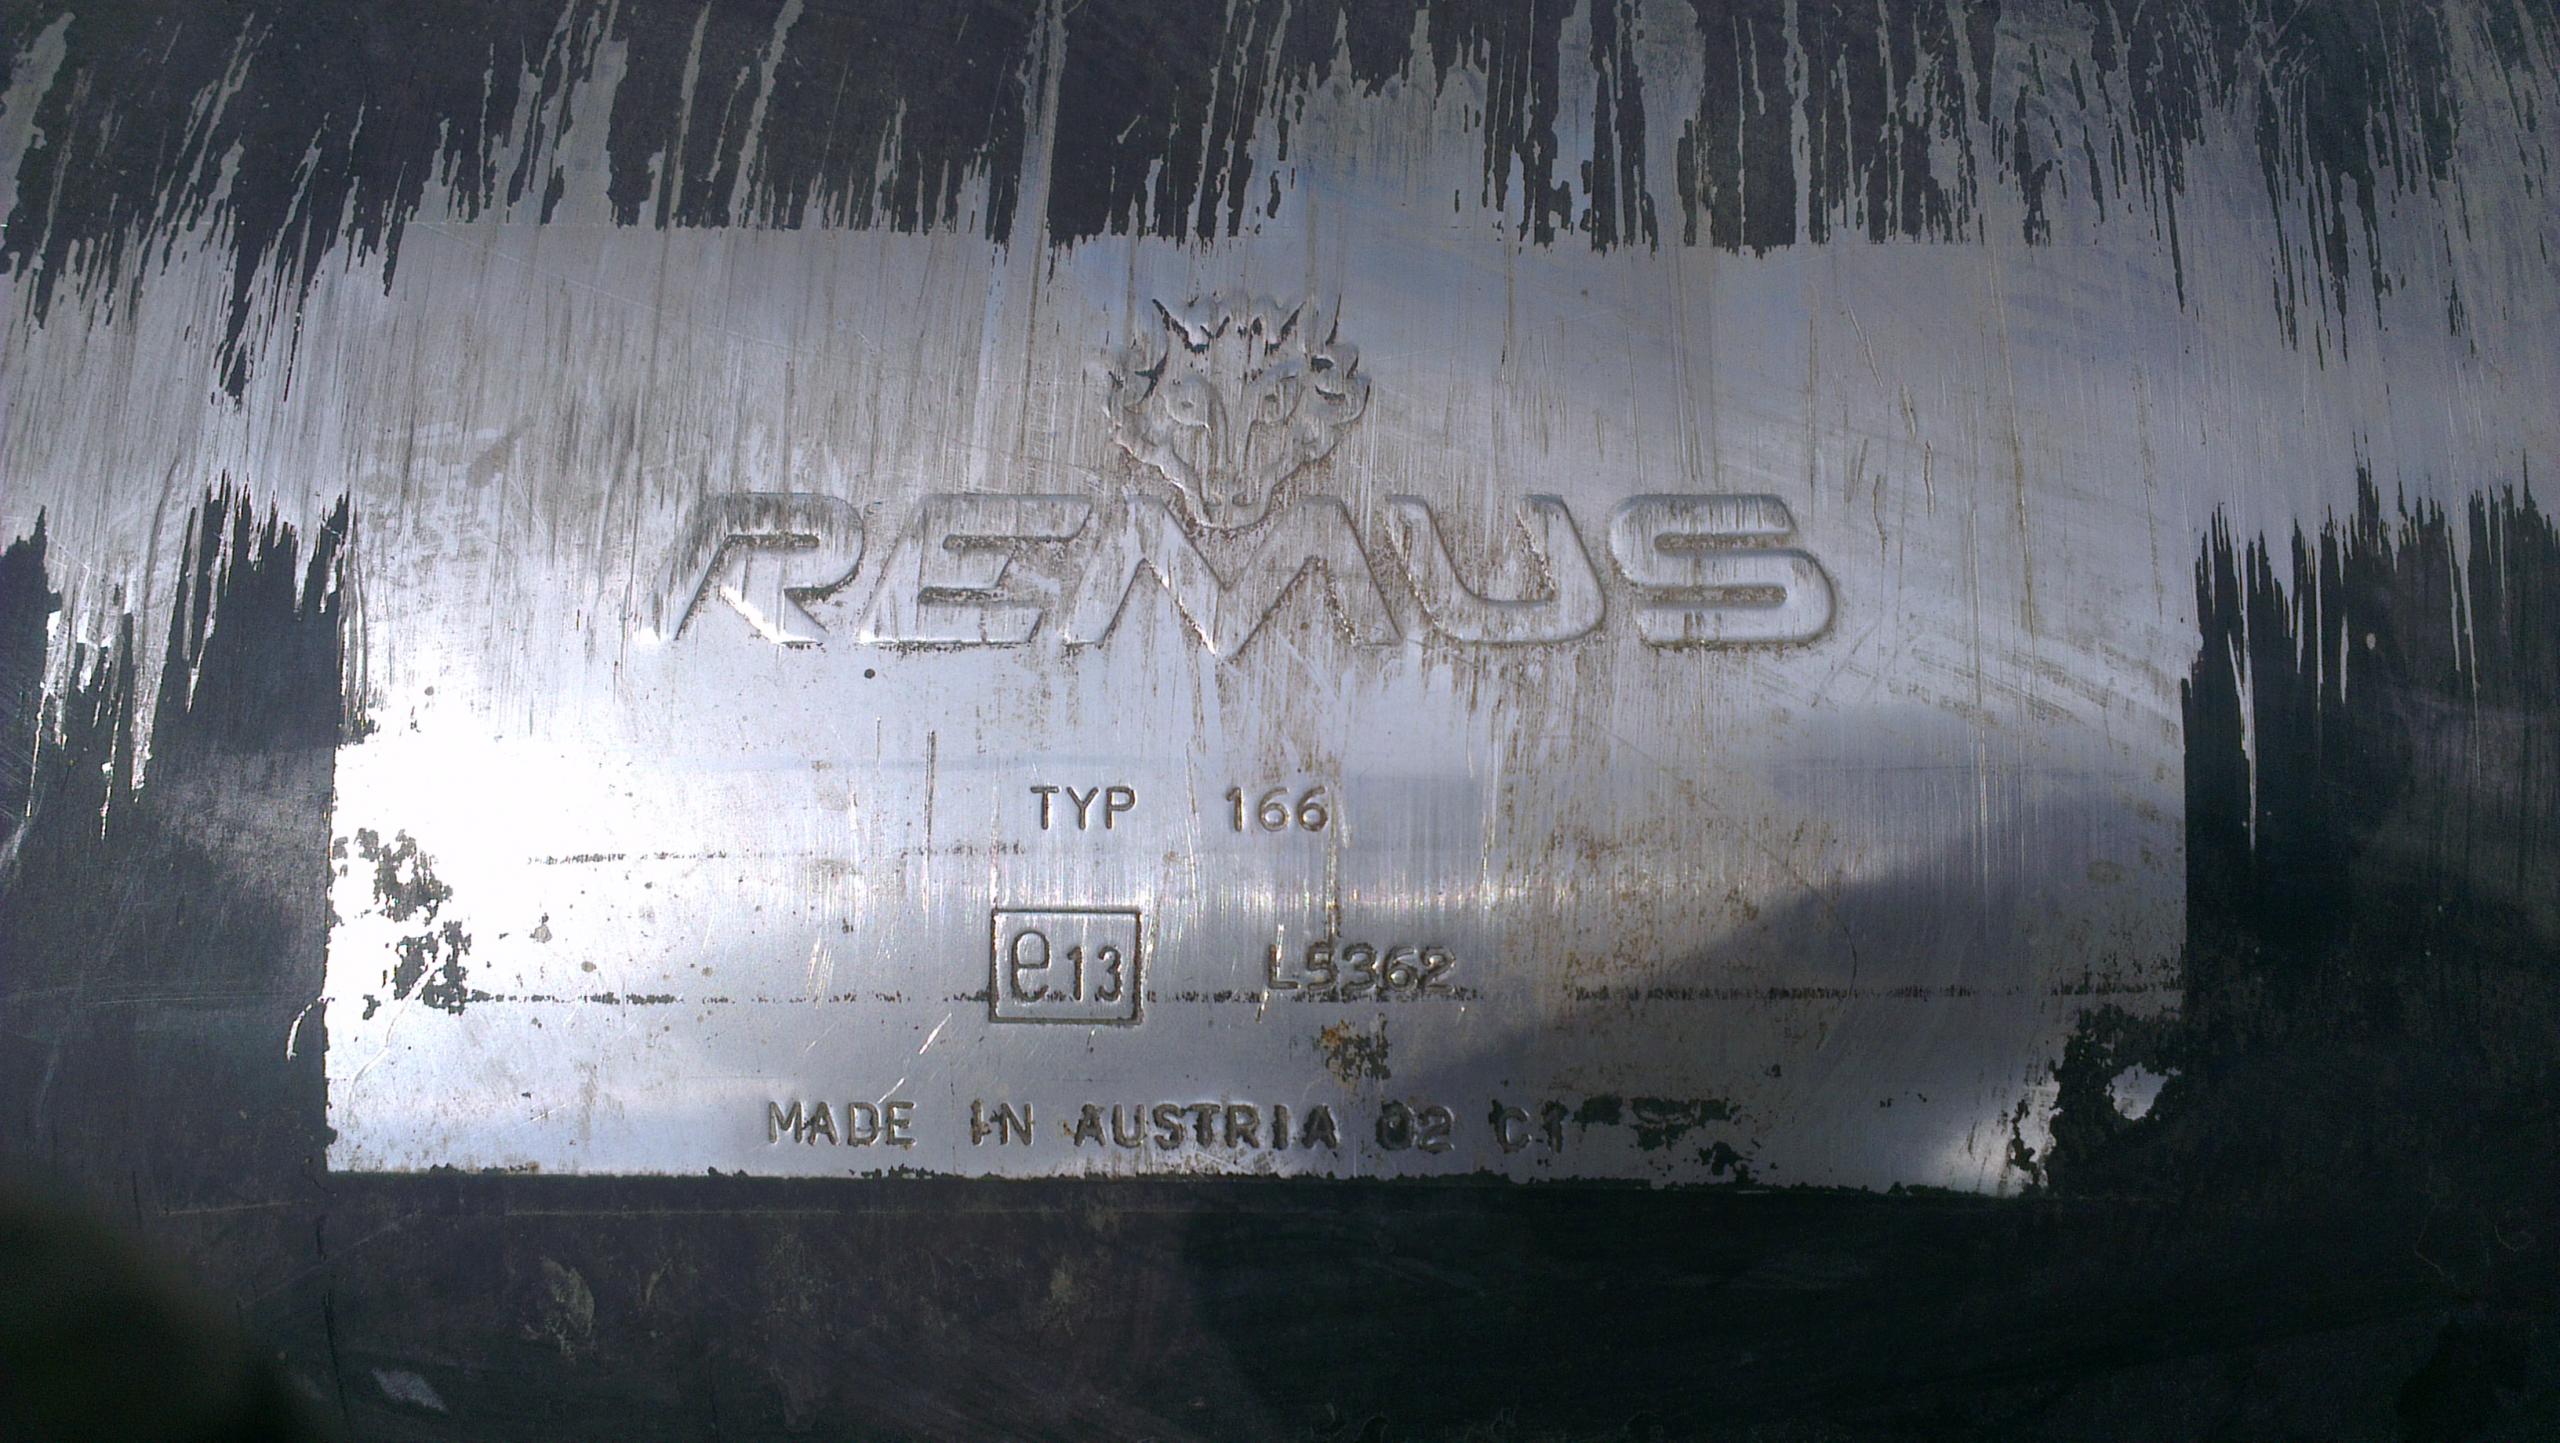 REMUS
TYP 166
e13 L5362
MADE IN AUSTRIA 02 C1